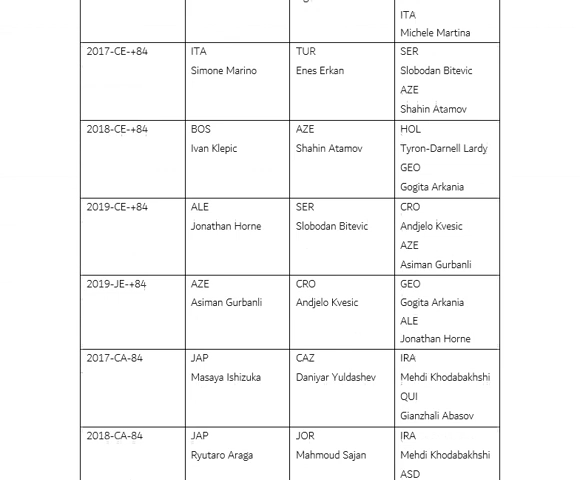 ITA
Michele Martina
2017-CE-+84
ITA
Simone Marino
TUR
Enes Erkan
SER
Slobodan Bitevic
AZE
Shahin Atamov
2018-CE-+84
BOS
Ivan Klepic
AZE
Shahin Atamov
HOL
Tyron-Darnell Lardy
GEO
Gogita Arkania
2019-CE-+84
ALE
Jonathan Horne
SER
Slobodan Bitevic
CRO
Andjelo Kvesic
AZE
Asiman Gurbanli
2019-JE-+84
AZE
Asiman Gurbanli
CRO
Andjelo Kvesic
GEO
Gogita Arkania
ALE
Jonathan Horne
2017-CA-84
JAP
Masaya Ishizuka
CAZ
Daniyar Yuldashev
IRA
Mehdi Khodabakhshi
QUI
Gianzhali Abasov
2018-CA-84
JAP
Ryutaro Araga
JOR
Mahmoud Sajan
IRA
Mehdi Khodabakhshi
ASD